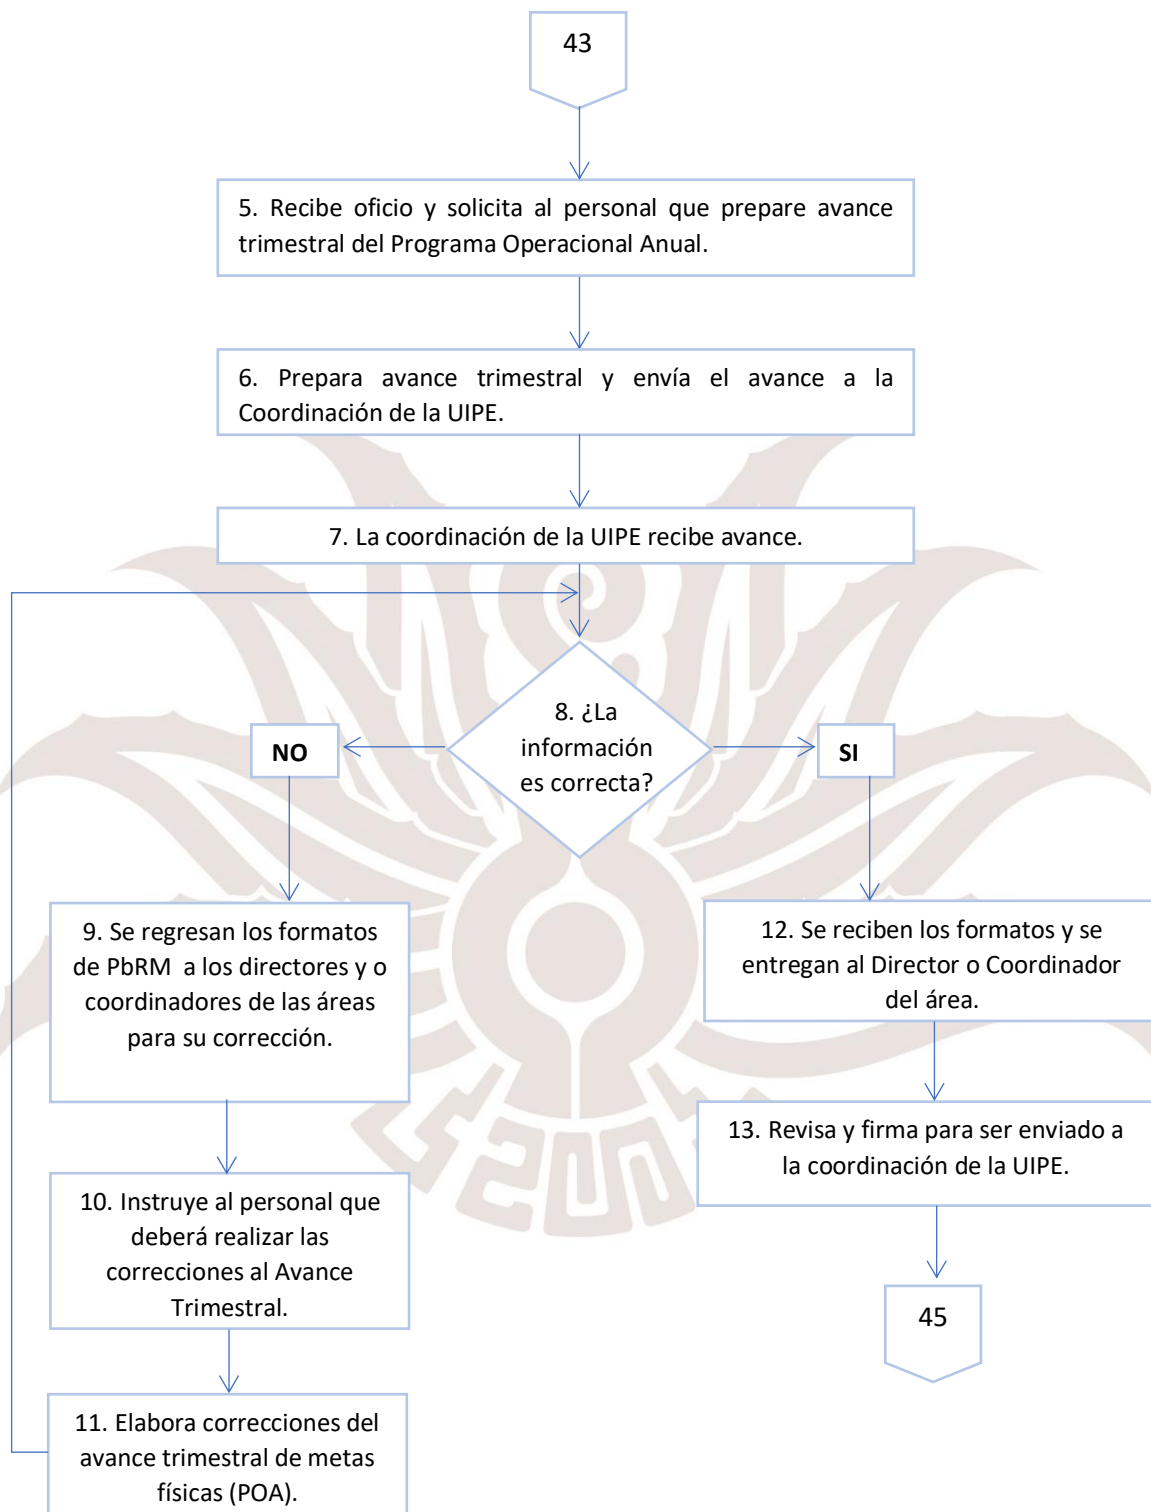 43
5. Recibe oficio y solicita al personal que prepare avance
trimestral del Programa Operacional Anual.
6. Prepara avance trimestral y envía el avance a la
Coordinación de la UIPE.
7. La coordinación de la UIPE recibe avance.
8. ¿La
información
es correcta?
NO
SI
9. Se regresan los formatos
de PbRM a los directores y o
coordinadores de las áreas
para su corrección.
12. Se reciben los formatos y se
entregan al Director o Coordinador
del área.
13. Revisa y firma para ser enviado a
la coordinación de la UIPE.
10. Instruye al personal que
deberá realizar las
correcciones al Avance
Trimestral.
45
11. Elabora correcciones del
avance trimestral de metas
físicas (POA).